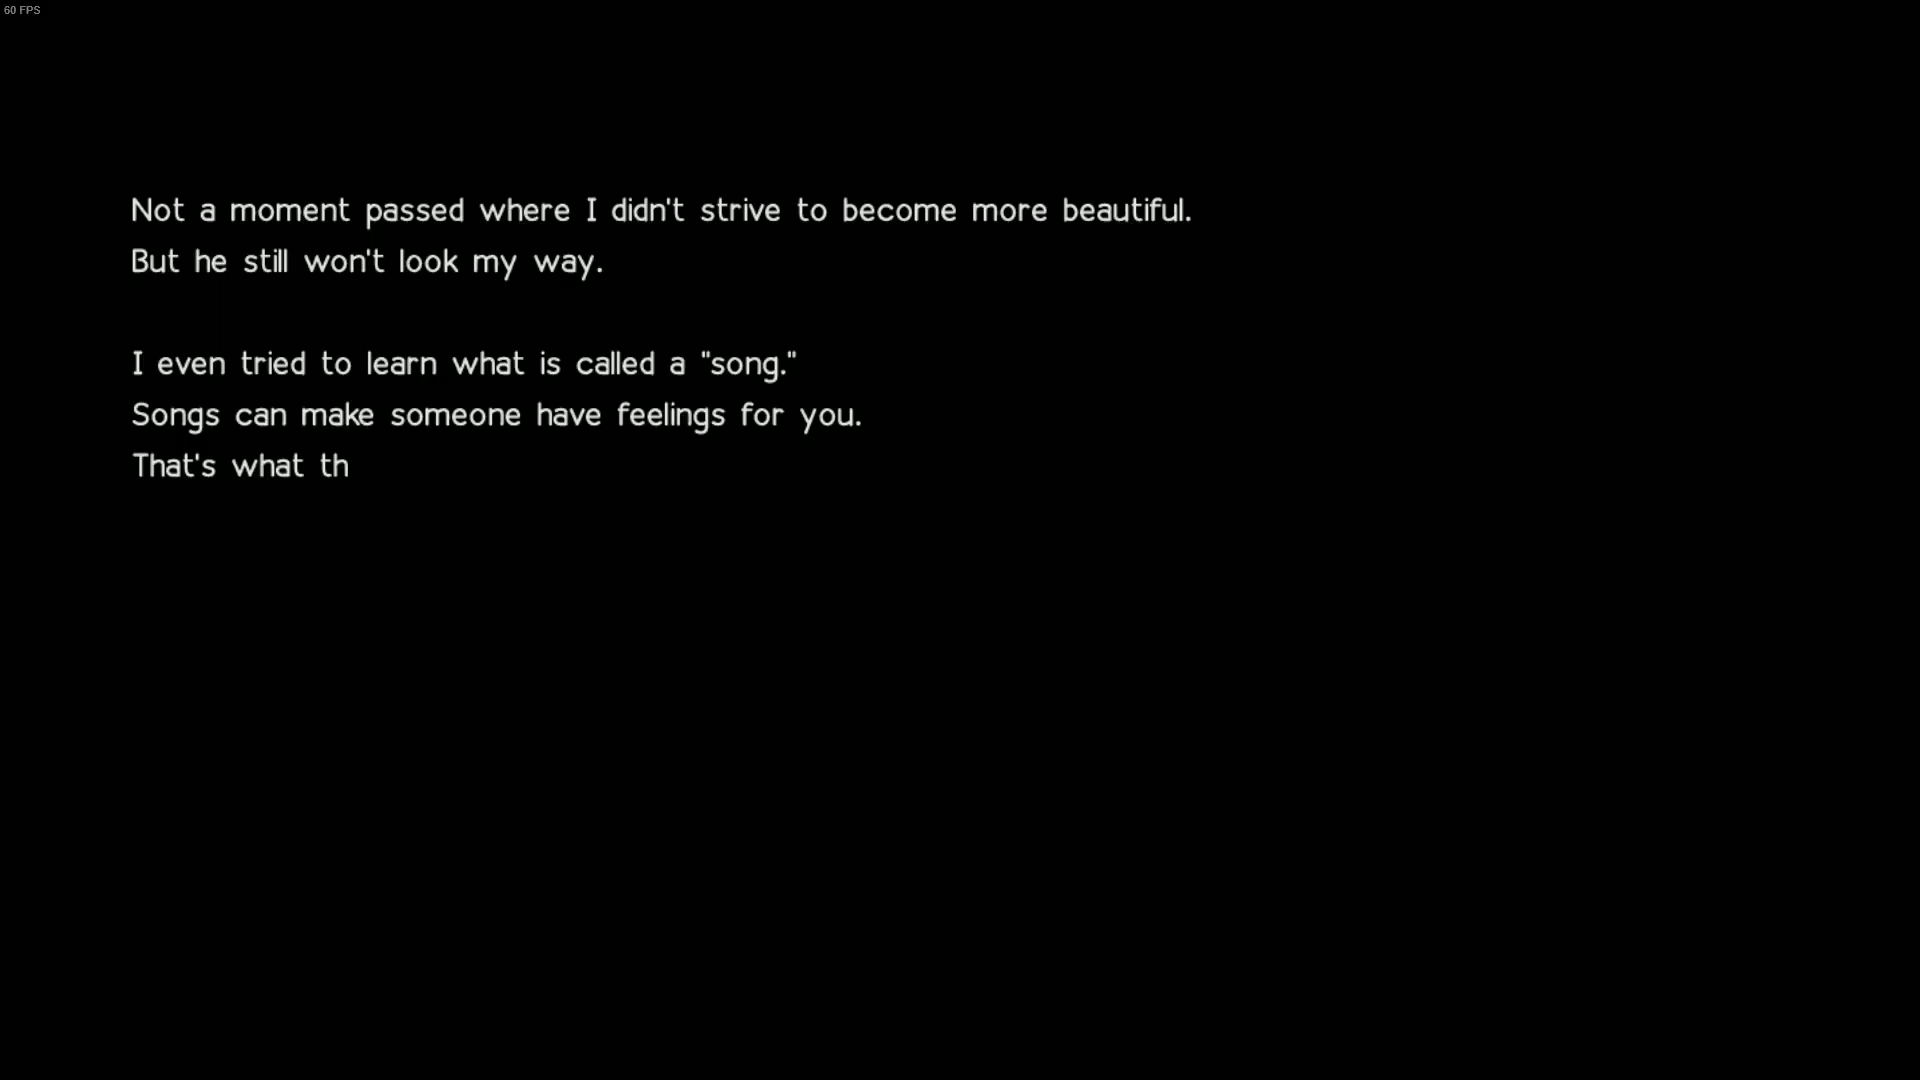 60 FPS
Not a moment passed where I didn't strive to become more beautiful.
But he still won't look my way.
I even tried to learn what is called a "song."
Songs can make someone have feelings for you.
That's what th